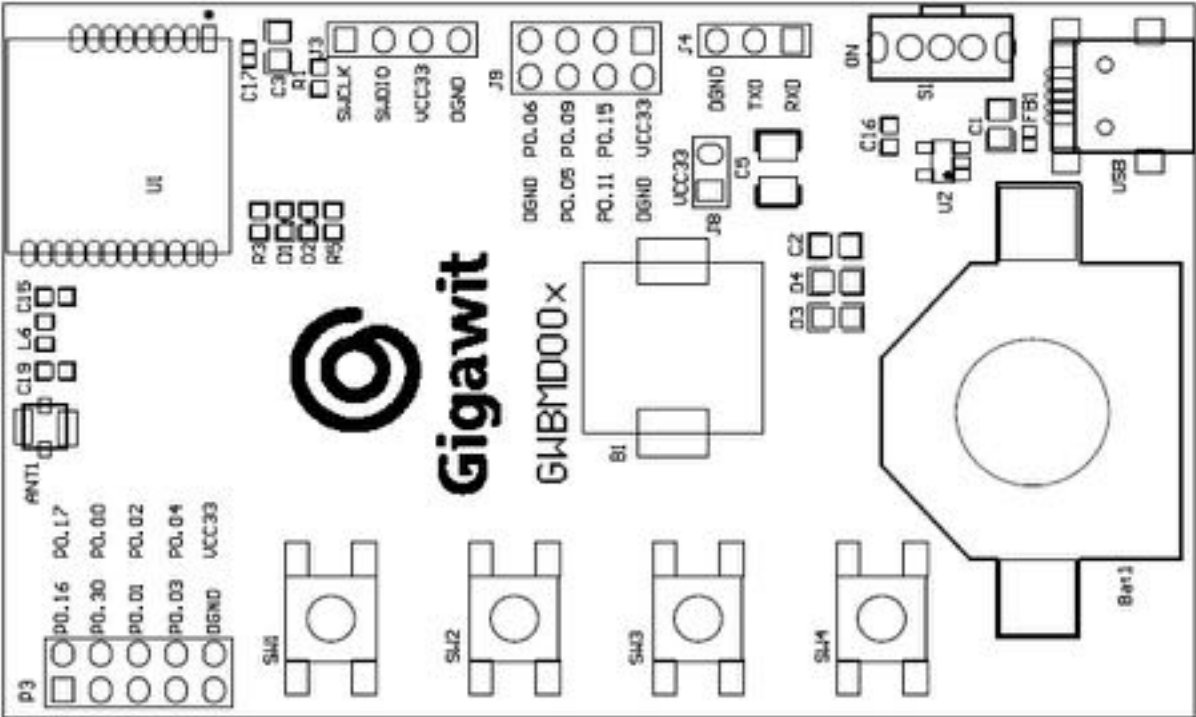 U1
C17
C3
R1
J3
SWCLK
SWDIO
VCC33
DGND
J9
DGND P0.06
P0.05 P0.09
P0.11 P0.15
DGND VCC33
J4
DGND
TXD
RXD
VCC33
J8
C5
ON
S1
C16
U2
C1
FB1
USB
R3
D1
D2
R5
C2
D4
D3
C15
L6
C19
ANT1
Gigawit
GWBMD00x
B1
Bat1
P0.16 P0.17
P0.30 P0.00
P0.01 P0.02
P0.03 P0.04
DGND VCC33
P3
SW1
SW2
SW3
SW4